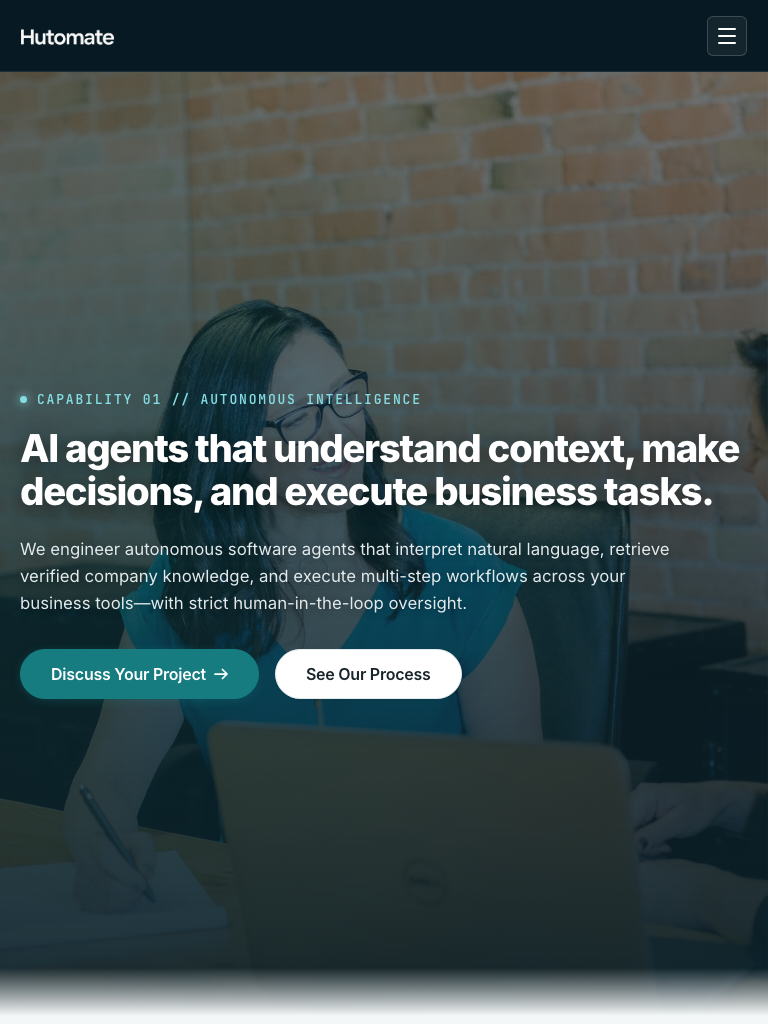 Hutomate
CAPABILITY 01 // AUTONOMOUS INTELLIGENCE
AI agents that understand context, make
decisions, and execute business tasks.
We engineer autonomous software agents that interpret natural language, retrieve
verified company knowledge, and execute multi-step workflows across your
business tools—with strict human-in-the-loop oversight.
Discuss Your Project →
See Our Process